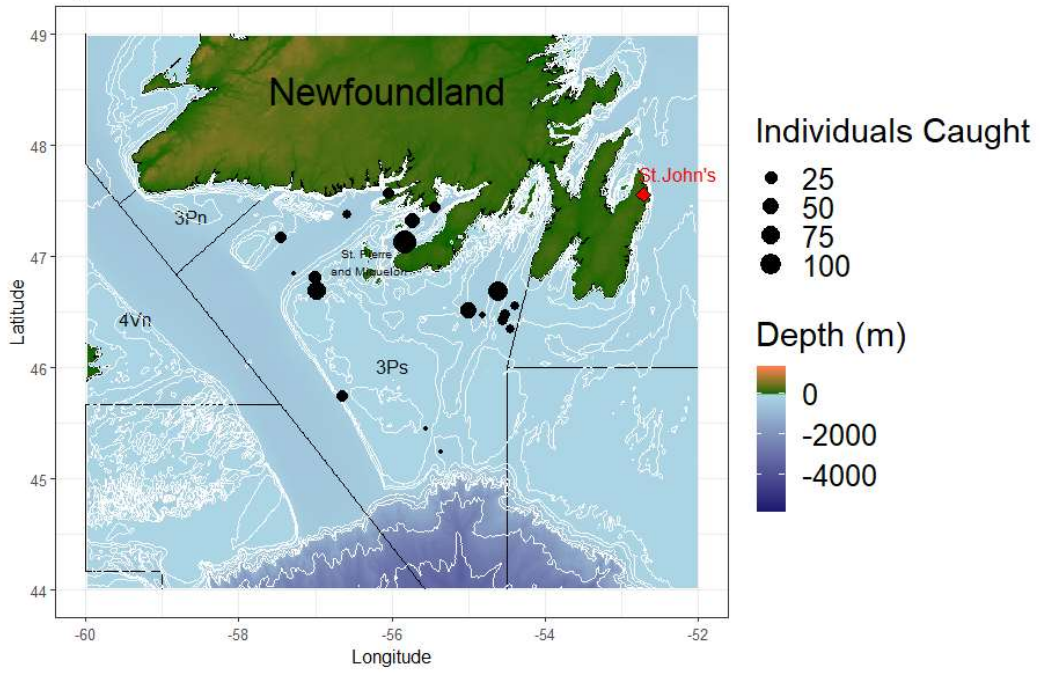 49
48
47
46
45
44
Latitude
-60
-58
-56
-54
-52
Longitude
Newfoundland
St.John's
3Pn
St. Pierre
and Miquelon
4Vn
3Ps
Individuals Caught
25
50
75
100
Depth (m)
0
-2000
-4000